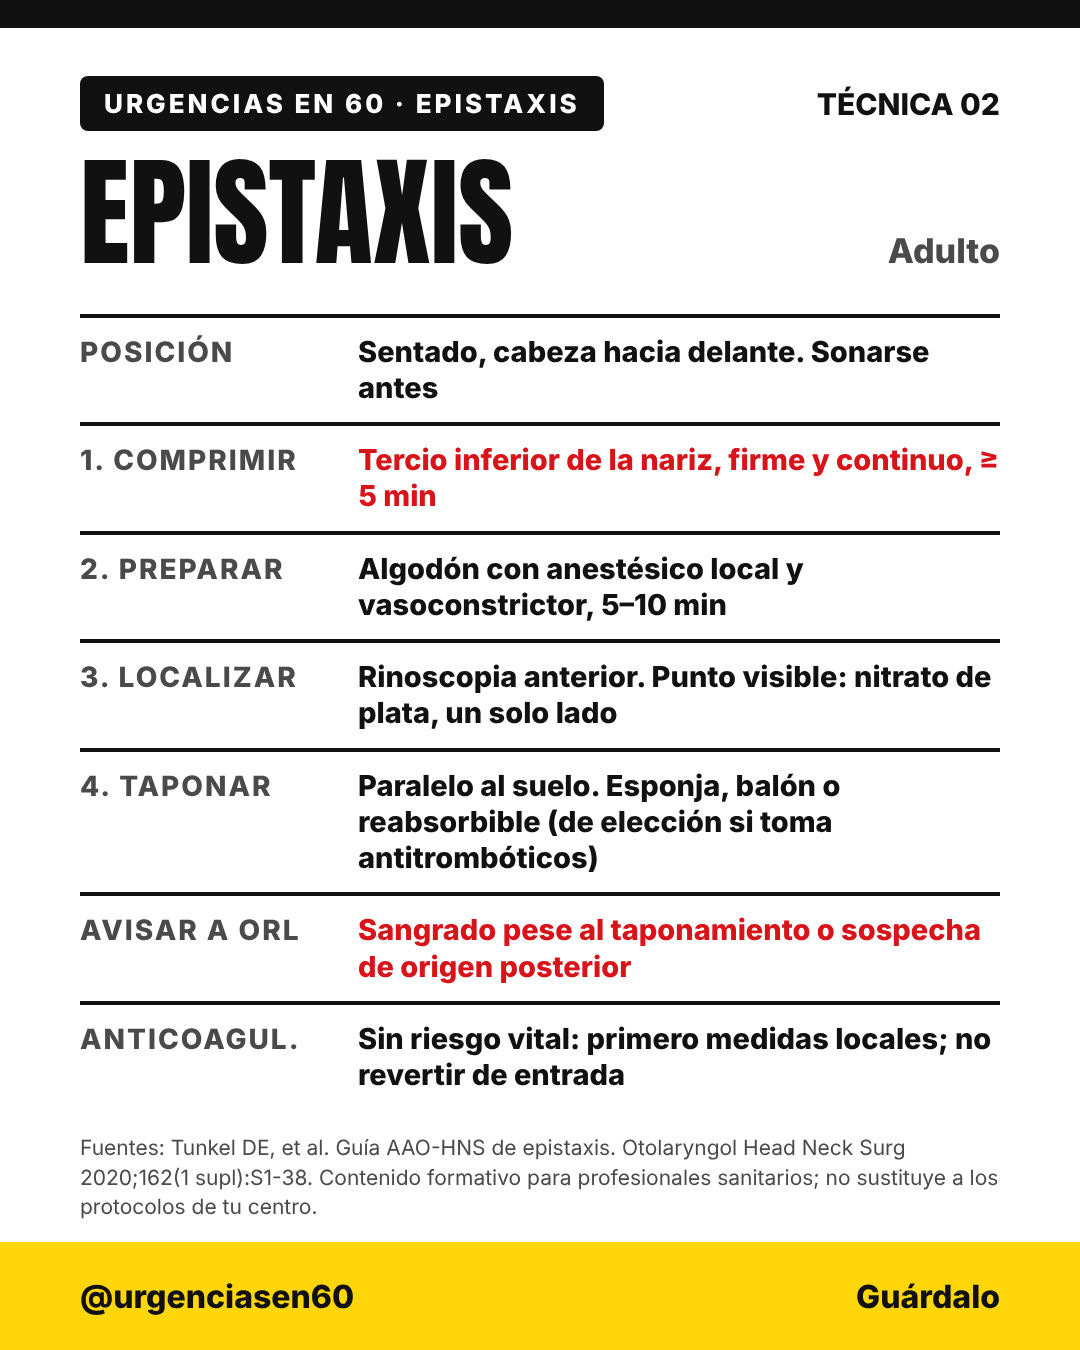 URGENCIAS EN 60 · EPISTAXIS
TÉCNICA 02
EPISTAXIS
Adulto
POSICIÓN
Sentado, cabeza hacia delante. Sonarse
antes
1. COMPRIMIR
Tercio inferior de la nariz, firme y continuo, ≥
5 min
2. PREPARAR
Algodón con anestésico local y
vasoconstrictor, 5–10 min
3. LOCALIZAR
Rinoscopia anterior. Punto visible: nitrato de
plata, un solo lado
4. TAPONAR
Paralelo al suelo. Esponja, balón o
reabsorbible (de elección si toma
antitrombóticos)
AVISAR A ORL
Sangrado pese al taponamiento o sospecha
de origen posterior
ANTICOAGUL.
Sin riesgo vital: primero medidas locales; no
revertir de entrada
Fuentes: Tunkel DE, et al. Guía AAO-HNS de epistaxis. Otolaryngol Head Neck Surg
2020;162(1 supl):S1-38. Contenido formativo para profesionales sanitarios; no sustituye a los
protocolos de tu centro.
@urgenciasen60
Guárdalo